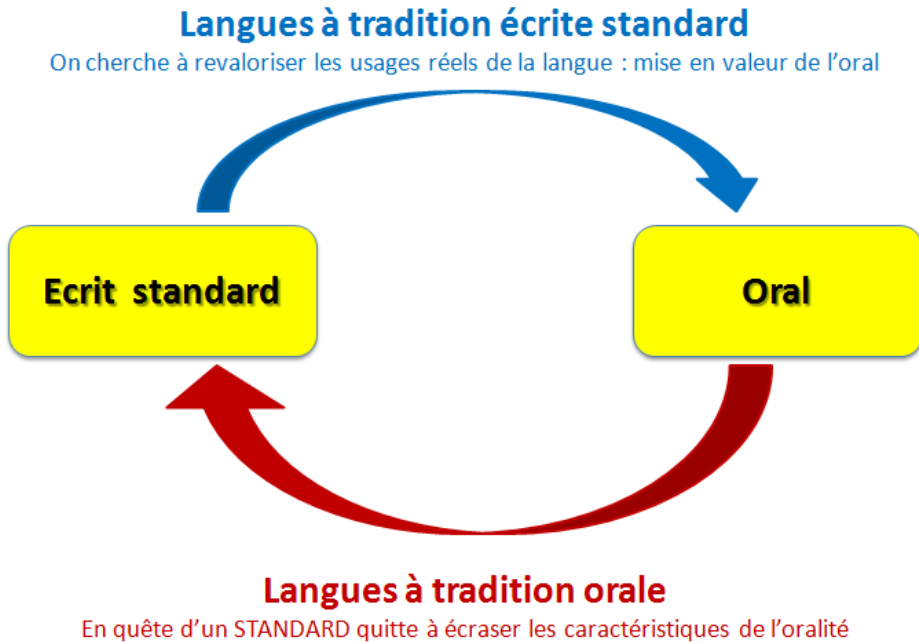 Langues à tradition écrite standard
On cherche à revaloriser les usages réels de la langue : mise en valeur de l’oral
Ecrit standard
Oral
Langues à tradition orale
En quête d’un STANDARD quitte à écraser les caractéristiques de l’oralité